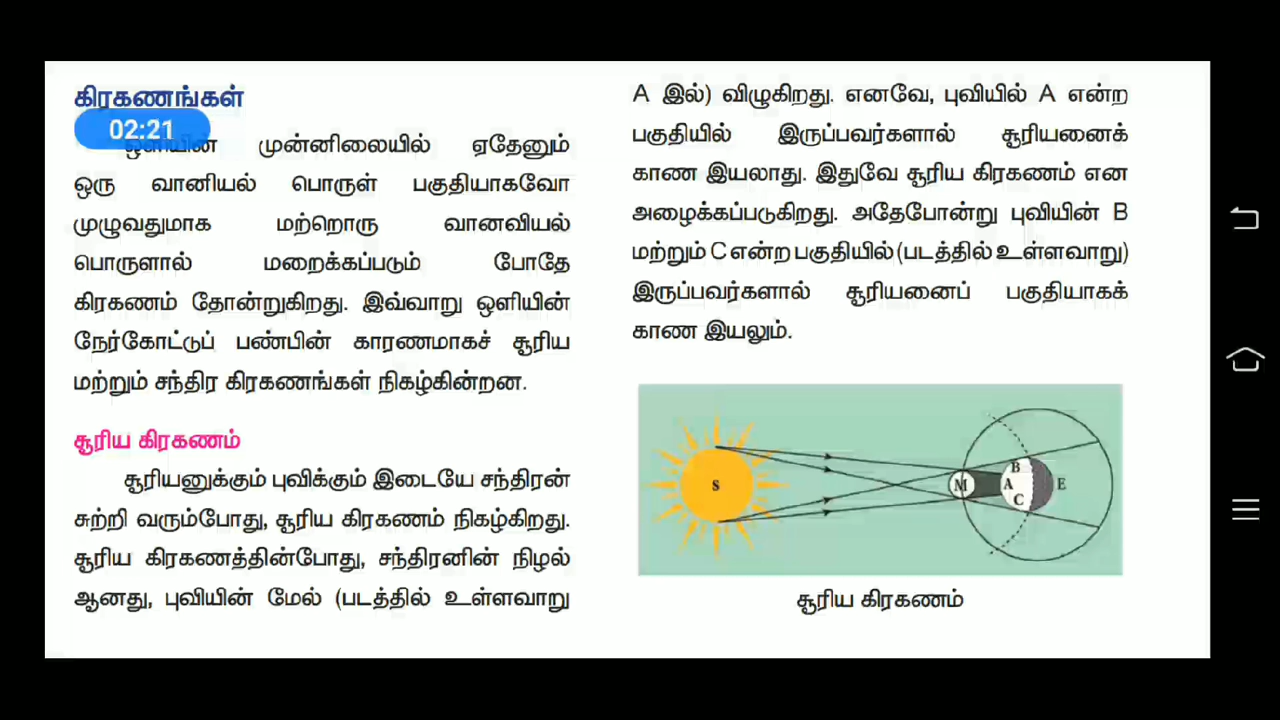 கிரகணங்கள்
02:21
ஒளியின் முன்னிலையில் ஏதேனும்
ஒரு வானியல் பொருள் பகுதியாகவோ
முழுவதுமாக மற்றொரு வானவியல்
பொருளால் மறைக்கப்படும் போதே
கிரகணம் தோன்றுகிறது. இவ்வாறு ஒளியின்
நேர்கோட்டுப் பண்பின் காரணமாகச் சூரிய
மற்றும் சந்திர கிரகணங்கள் நிகழ்கின்றன.
சூரிய கிரகணம்
சூரியனுக்கும் புவிக்கும் இடையே சந்திரன்
சுற்றி வரும்போது, சூரிய கிரகணம் நிகழ்கிறது.
சூரிய கிரகணத்தின்போது, சந்திரனின் நிழல்
ஆனது, புவியின் மேல் (படத்தில் உள்ளவாறு
A இல்) விழுகிறது. எனவே, புவியில் A என்ற
பகுதியில் இருப்பவர்களால் சூரியனைக்
காண இயலாது. இதுவே சூரிய கிரகணம் என
அழைக்கப்படுகிறது. அதேபோன்று புவியின் B
மற்றும் C என்ற பகுதியில் (படத்தில் உள்ளவாறு)
இருப்பவர்களால் சூரியனைப் பகுதியாகக்
காண இயலும்.
B
S M A E
C
சூரிய கிரகணம்